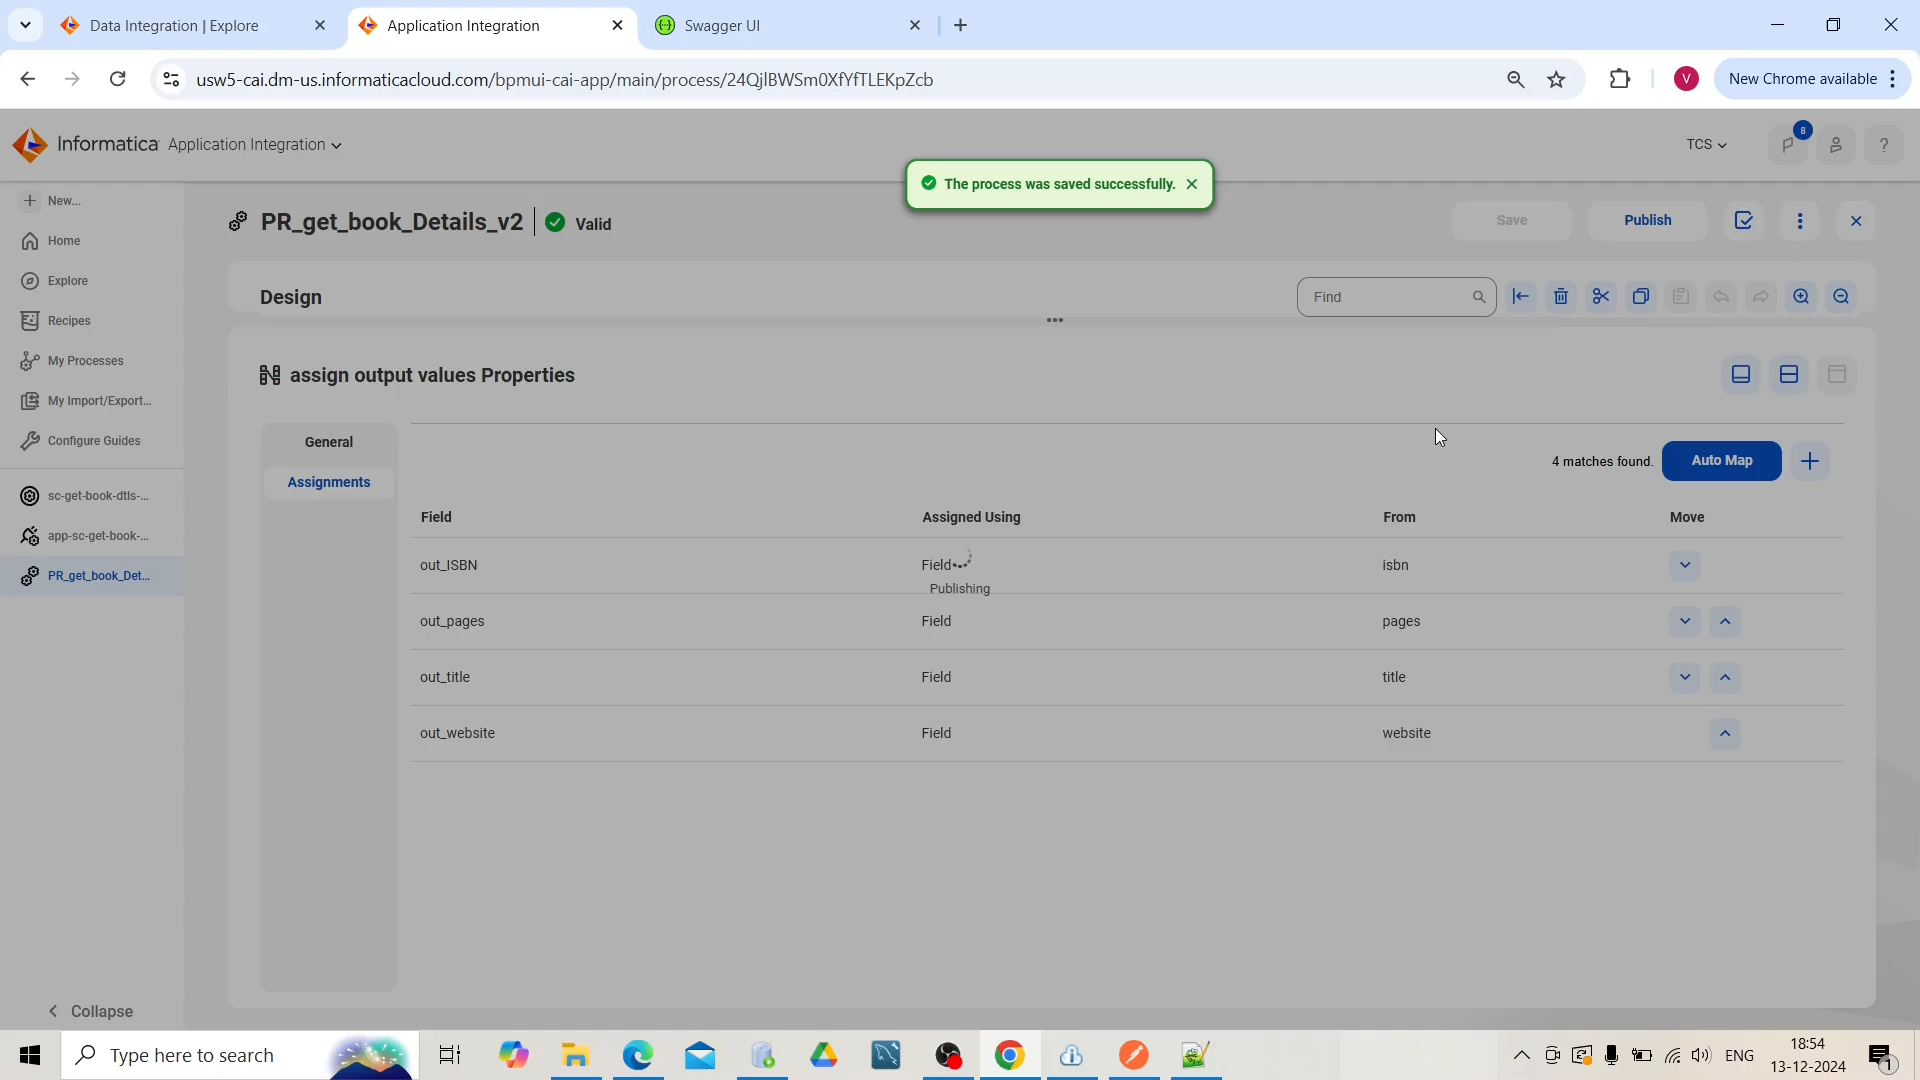 Data Integration | Explore
Application Integration
Swagger UI
usw5-cai.dm-us.informaticacloud.com/bpmui-cai-app/main/process/24QjlBWSm0XfYfTLEKpZcb
V
New Chrome available
Informatica Application Integration
TCS
8
?
The process was saved successfully.
New...
Home
Explore
Recipes
My Processes
My Import/Export...
Configure Guides
sc-get-book-dtls-...
app-sc-get-book-...
PR_get_book_Det...
Collapse
PR_get_book_Details_v2
Valid
Save
Publish
Design
Find
assign output values Properties
General
Assignments
4 matches found.
Auto Map
Field
Assigned Using
From
Move
out_ISBN
Field
isbn
Publishing
out_pages
Field
pages
out_title
Field
title
out_website
Field
website
Type here to search
ENG
18:54
13-12-2024
1